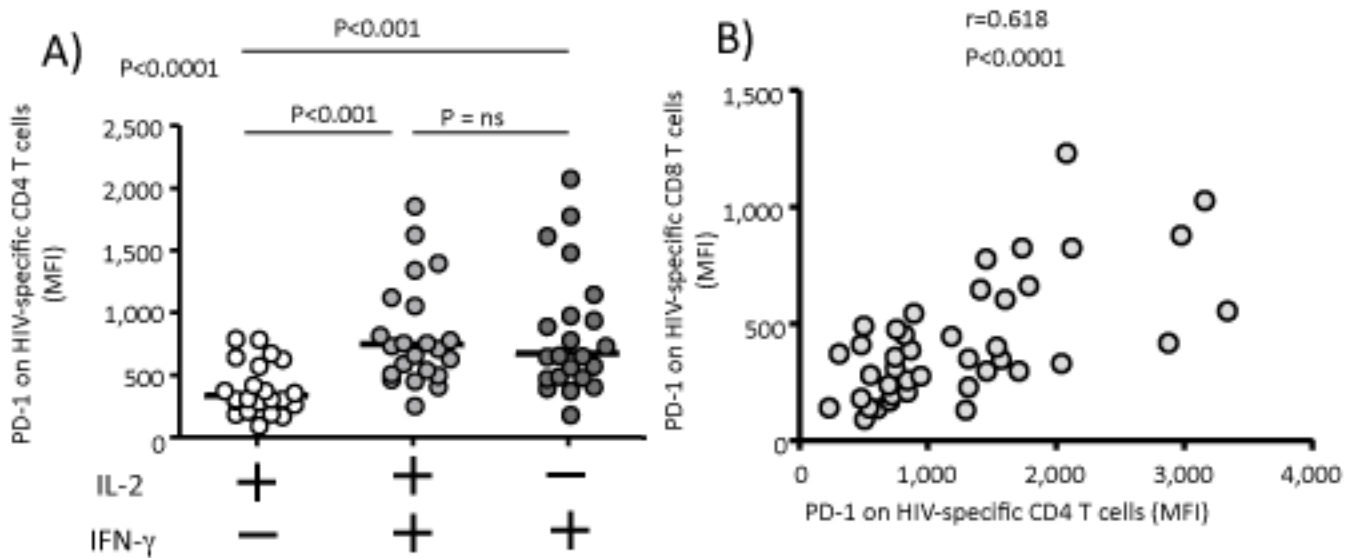 A)
P<0.001
P<0.0001
P<0.001
P = ns
PD-1 on HIV-specific CD4 T cells
(MFI)
2,500
2,000
1,500
1,000
500
0
IL-2
+
+
−
IFN-γ
−
+
+
B)
r=0.618
P<0.0001
PD-1 on HIV-specific CD8 T cells
(MFI)
1,500
1,000
500
0
0
1,000
2,000
3,000
4,000
PD-1 on HIV-specific CD4 T cells (MFI)